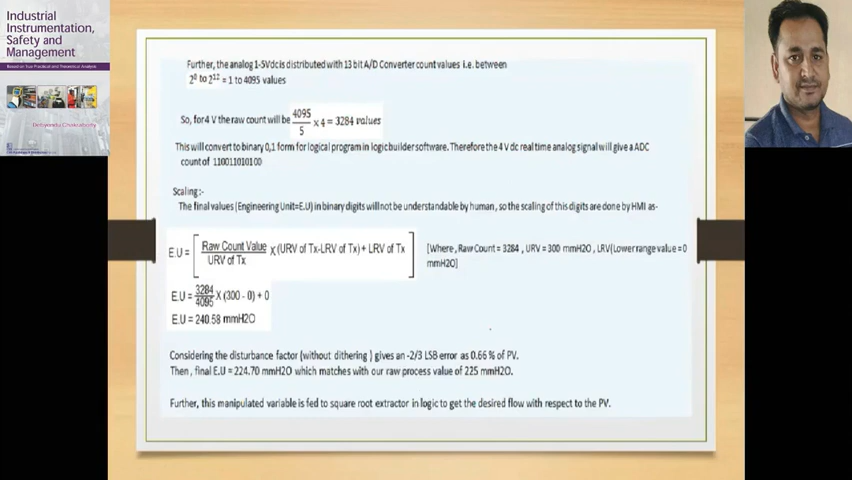 Industrial
Instrumentation,
Safety and
Management
Dribyendu Chakraborty
Further, the analog 1-5Vdc is distributed with 13 bit A/D Converter count values i.e. between
2⁰ to 2¹² = 1 to 4095 values
So, for 4 V the raw count will be 4095/5 × 4 = 3284 values
This will convert to binary 0,1 form for logical program in logicbuilder software. Therefore the 4 V dc real time analog signal will give a ADC
count of 110011010100
Scaling:-
The final values (Engineering Unit=E.U) in binary digits will not be understandable by human, so the scaling of this digits are done by HMI as-
E.U = [ Raw Count Value / URV of Tx X (URV of Tx-LRV of Tx) + LRV of Tx ]
[Where, Raw Count = 3284 , URV = 300 mmH2O , LRV(Lower range value = 0
mmH2O]
E.U = 3284/4095 X (300 - 0) + 0
E.U = 240.58 mmH2O
Considering the disturbance factor (without dithering ) gives an -2/3 LSB error as 0.66 % of PV.
Then , final E.U = 224.70 mmH2O which matches with our raw process value of 225 mmH2O.
Further, this manipulated variable is fed to square root extractor in logic to get the desired flow with respect to the PV.